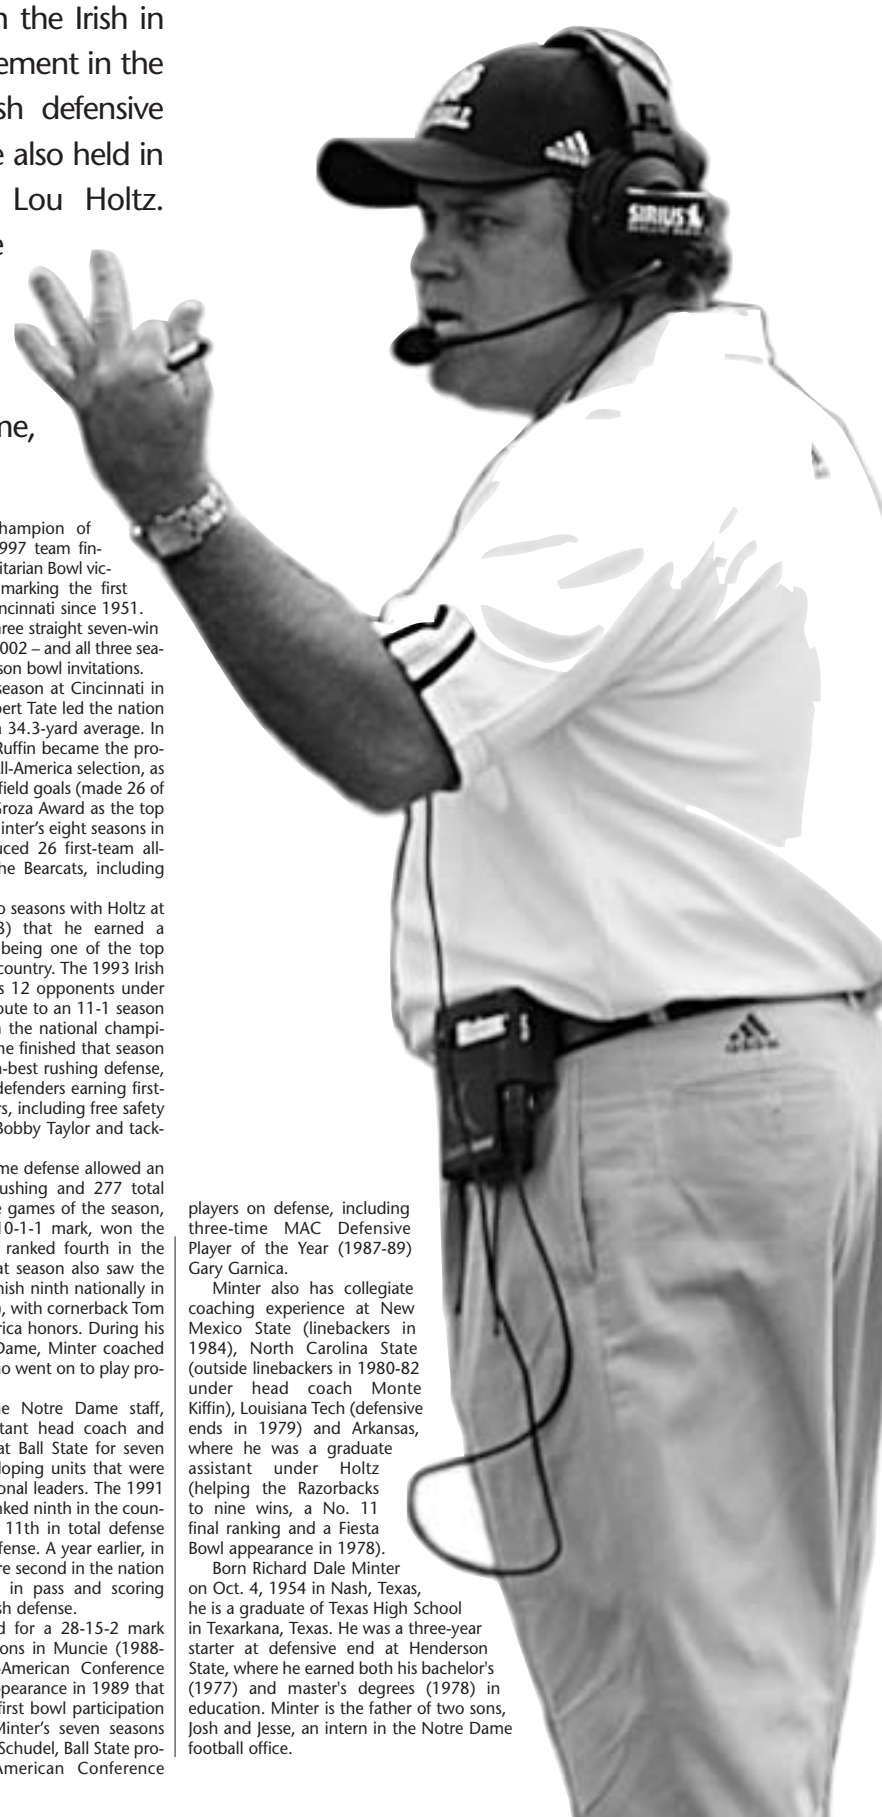 n the Irish in
ement in the
sh defensive
e also held in
Lou Holtz.
e
ne,
hampion of
997 team fin-
itarian Bowl vic-
marking the first
ncinnati since 1951.
ree straight seven-win
002 – and all three sea-
son bowl invitations.
season at Cincinnati in
bert Tate led the nation
a 34.3-yard average. In
Ruffin became the pro-
All-America selection, as
field goals (made 26 of
Groza Award as the top
inter's eight seasons in
uced 26 first-team all-
he Bearcats, including
o seasons with Holtz at
3) that he earned a
being one of the top
country. The 1993 Irish
s 12 opponents under
oute to an 11-1 season
n the national champi-
ne finished that season
n-best rushing defense,
defenders earning first-
rs, including free safety
Bobby Taylor and tack-
me defense allowed an
ushing and 277 total
e games of the season,
10-1-1 mark, won the
ranked fourth in the
at season also saw the
nish ninth nationally in
), with cornerback Tom
rica honors. During his
Dame, Minter coached
ho went on to play pro-
he Notre Dame staff,
tant head coach and
at Ball State for seven
loping units that were
onal leaders. The 1991
nked ninth in the coun-
11th in total defense
fense. A year earlier, in
re second in the nation
in pass and scoring
sh defense.
d for a 28-15-2 mark
ons in Muncie (1988-
-American Conference
pearance in 1989 that
first bowl participation
Minter's seven seasons
Schudel, Ball State pro-
American Conference
players on defense, including
three-time MAC Defensive
Player of the Year (1987-89)
Gary Garnica.
Minter also has collegiate
coaching experience at New
Mexico State (linebackers in
1984), North Carolina State
(outside linebackers in 1980-82
under head coach Monte
Kiffin), Louisiana Tech (defensive
ends in 1979) and Arkansas,
where he was a graduate
assistant under Holtz
(helping the Razorbacks
to nine wins, a No. 11
final ranking and a Fiesta
Bowl appearance in 1978).
Born Richard Dale Minter
on Oct. 4, 1954 in Nash, Texas,
he is a graduate of Texas High School
in Texarkana, Texas. He was a three-year
starter at defensive end at Henderson
State, where he earned both his bachelor's
(1977) and master's degrees (1978) in
education. Minter is the father of two sons,
Josh and Jesse, an intern in the Notre Dame
football office.
SIRIUS